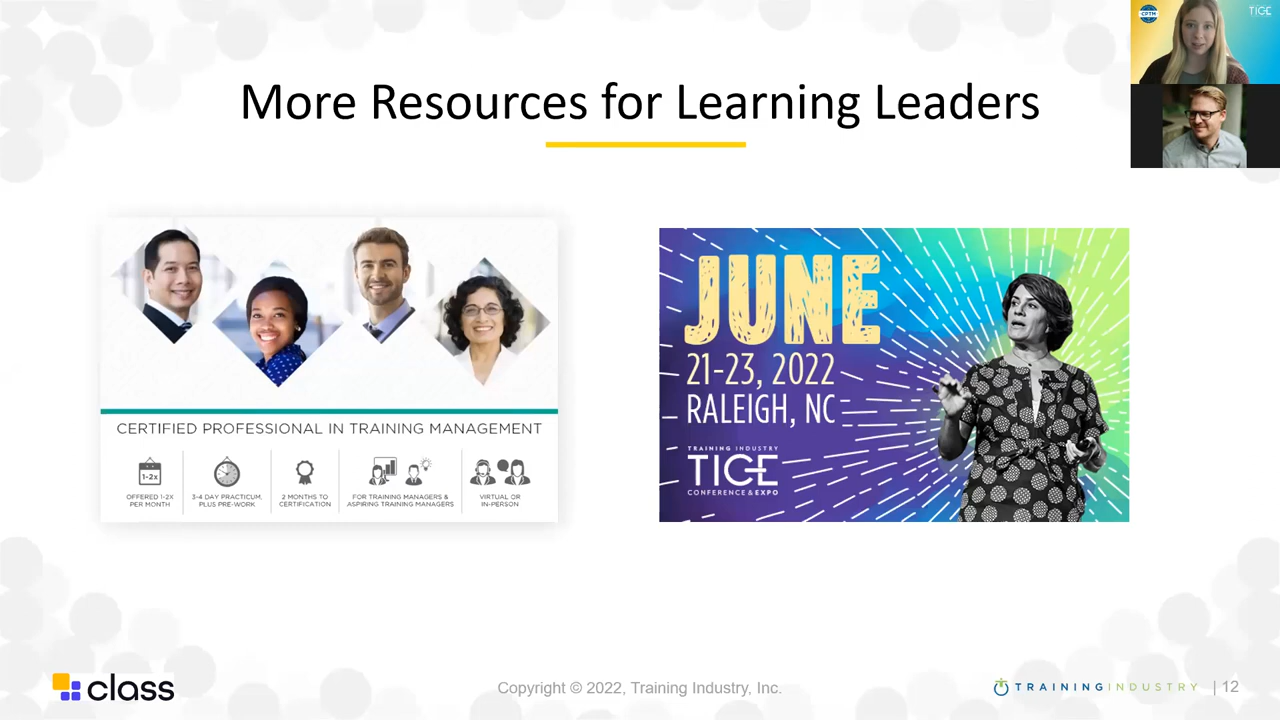 CPTM
TICE
More Resources for Learning Leaders
CERTIFIED PROFESSIONAL IN TRAINING MANAGEMENT
1-2x
OFFERED 1-2X
PER MONTH
3-4 DAY PRACTICUM,
PLUS PRE-WORK
2 MONTHS TO
CERTIFICATION
FOR TRAINING MANAGERS &
ASPIRING TRAINING MANAGERS
VIRTUAL OR
IN-PERSON
JUNE
21-23, 2022
RALEIGH, NC
TRAINING INDUSTRY
TICE
CONFERENCE & EXPO
class
Copyright © 2022, Training Industry, Inc.
TRAININGINDUSTRY | 12